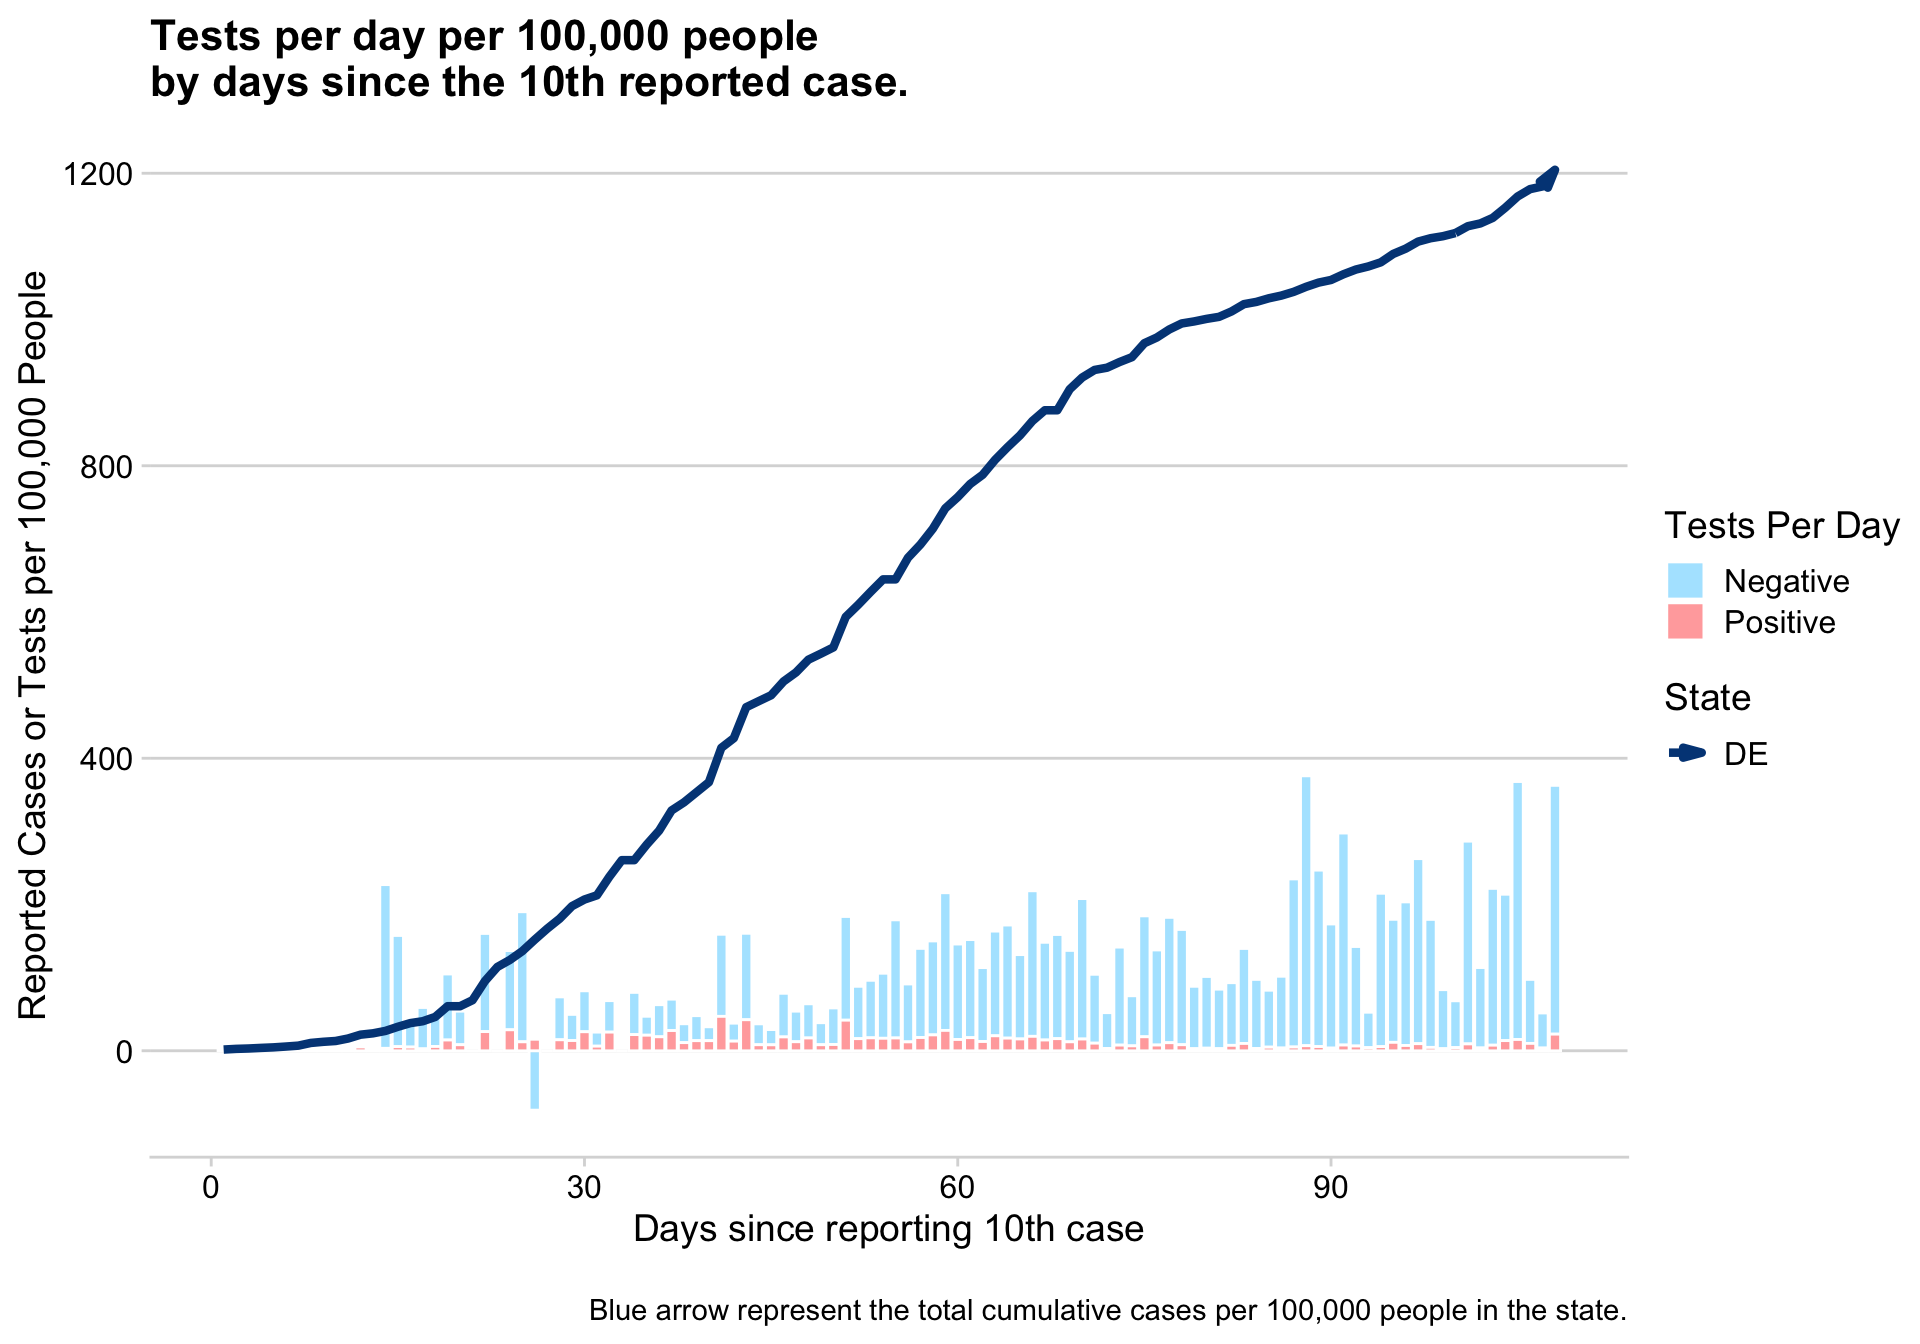 Tests per day per 100,000 people
by days since the 10th reported case.
Reported Cases or Tests per 100,000 People
1200
800
400
0
0
30
60
90
Days since reporting 10th case
Tests Per Day
Negative
Positive
State
DE
Blue arrow represent the total cumulative cases per 100,000 people in the state.